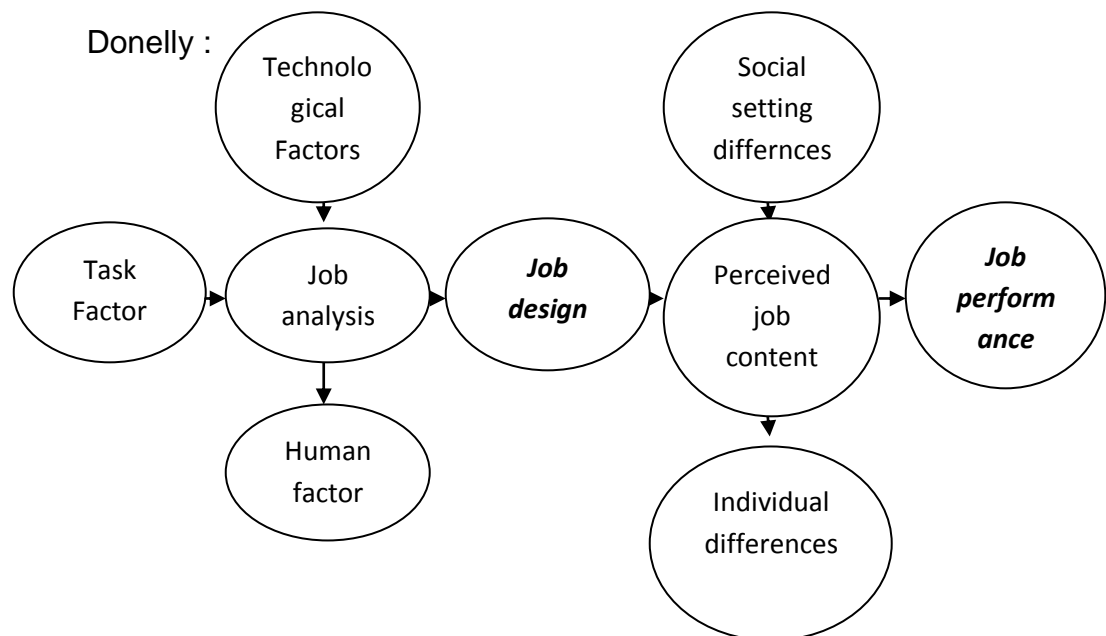 Donelly :
Technolo
gical
Factors
Social
setting
differnces
Task
Factor
Job
analysis
Job
design
Perceived
job
content
Job
perform
ance
Human
factor
Individual
differences